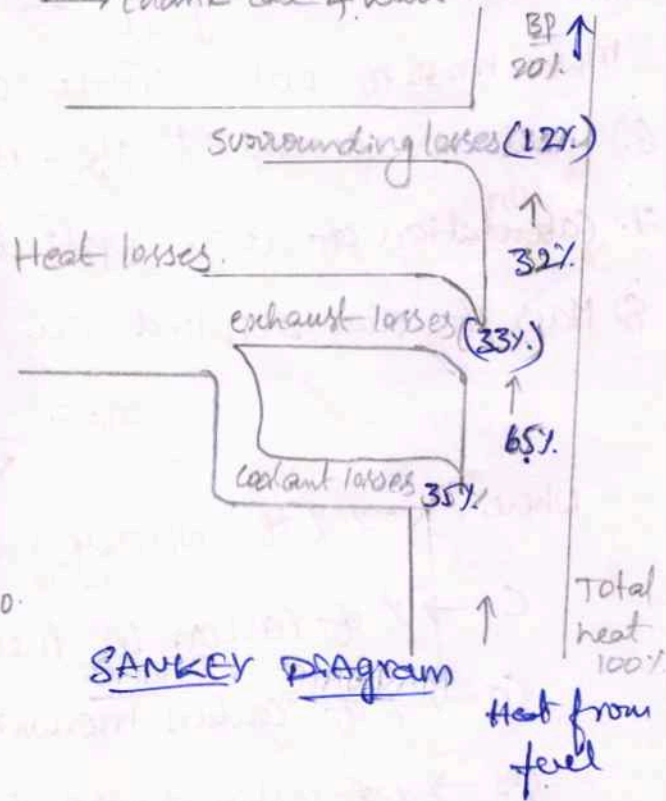 BP
20%
surrounding losses (12%)
32%
Heat losses
exhaust losses (33%)
65%
coolant losses 35%
Total
heat
100%
SANKEY DIAgram
Heat from
fuel